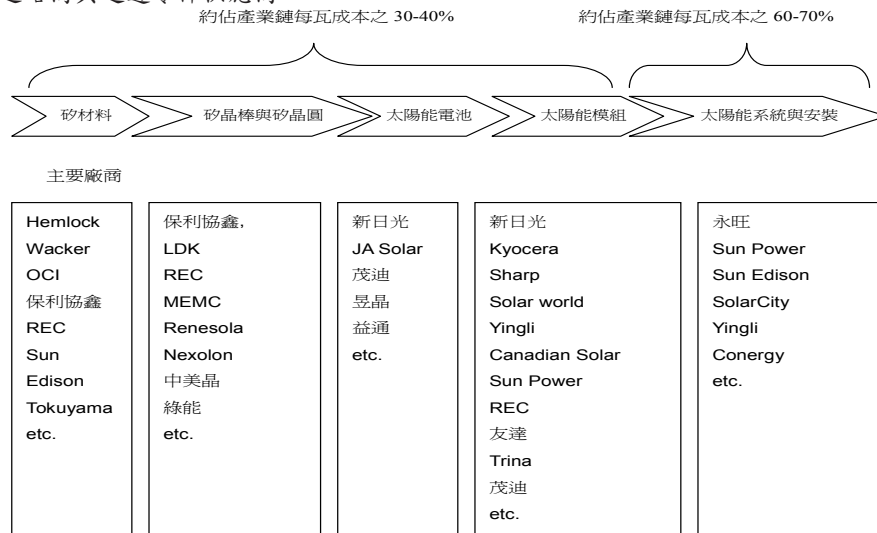 約佔產業鏈每瓦成本之 30-40%
約佔產業鏈每瓦成本之 60-70%
矽材料
矽晶棒與矽晶圓
太陽能電池
太陽能模組
太陽能系統與安裝
主要廠商
Hemlock
Wacker
OCI
保利協鑫
REC
Sun
Edison
Tokuyama
etc.
保利協鑫,
LDK
REC
MEMC
Renesola
Nexolon
中美晶
綠能
etc.
新日光
JA Solar
茂迪
昱晶
益通
etc.
新日光
Kyocera
Sharp
Solar world
Yingli
Canadian Solar
Sun Power
REC
友達
Trina
茂迪
etc.
永旺
Sun Power
Sun Edison
SolarCity
Yingli
Conergy
etc.